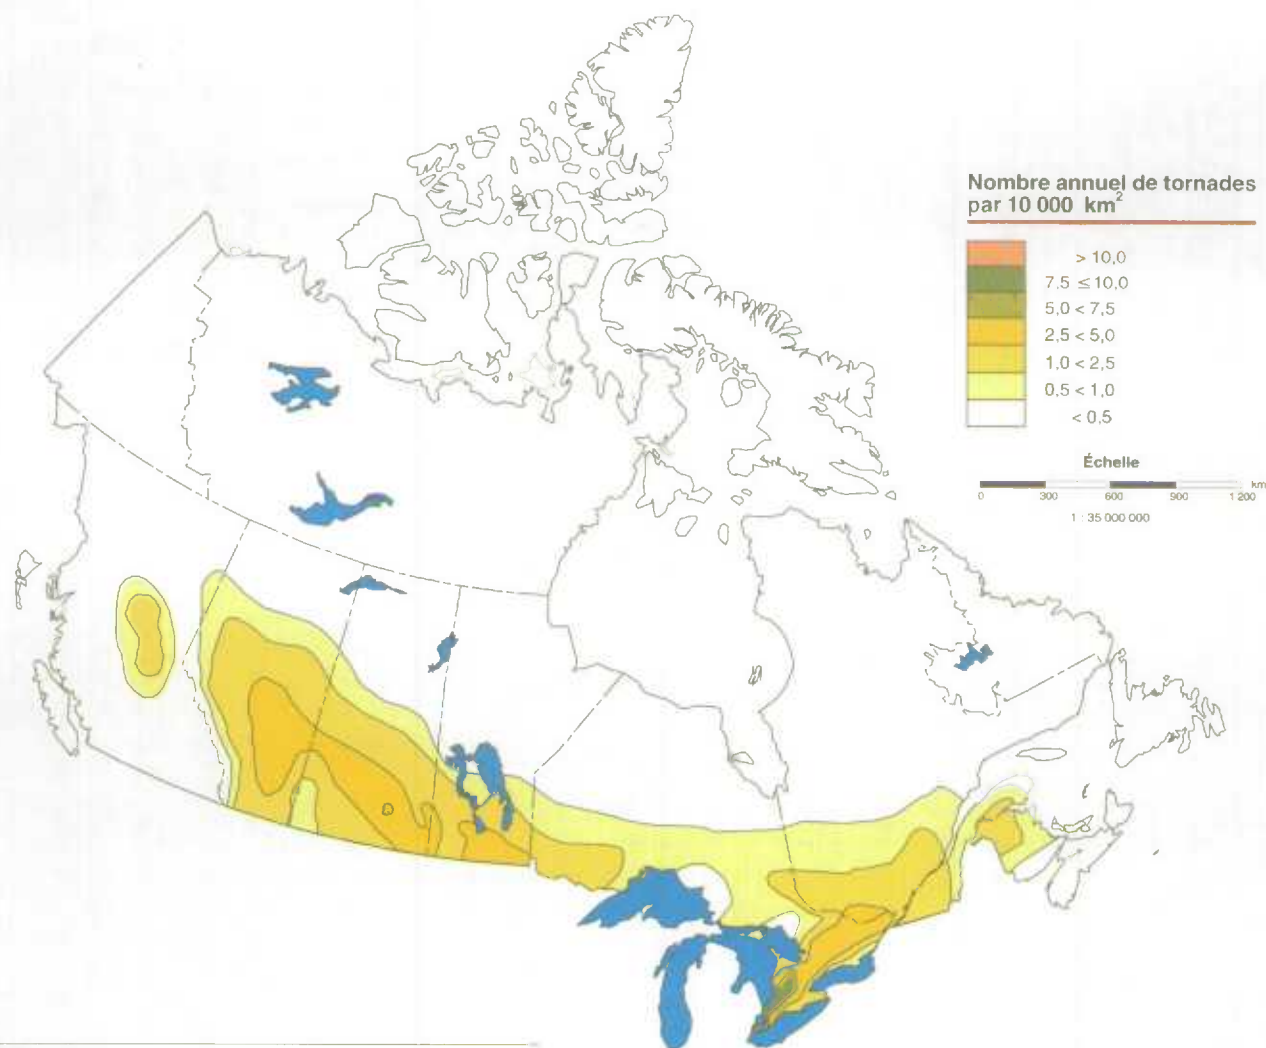 Nombre annuel de tornades
par 10 000 km²
> 10,0
7.5 ≤10,0
5.0 < 7,5
2,5 < 5,0
1.0 < 2,5
0,5 < 1,0
< 0,5
Échelle
0 300 600 900 1 200 km
1 : 35 000 000